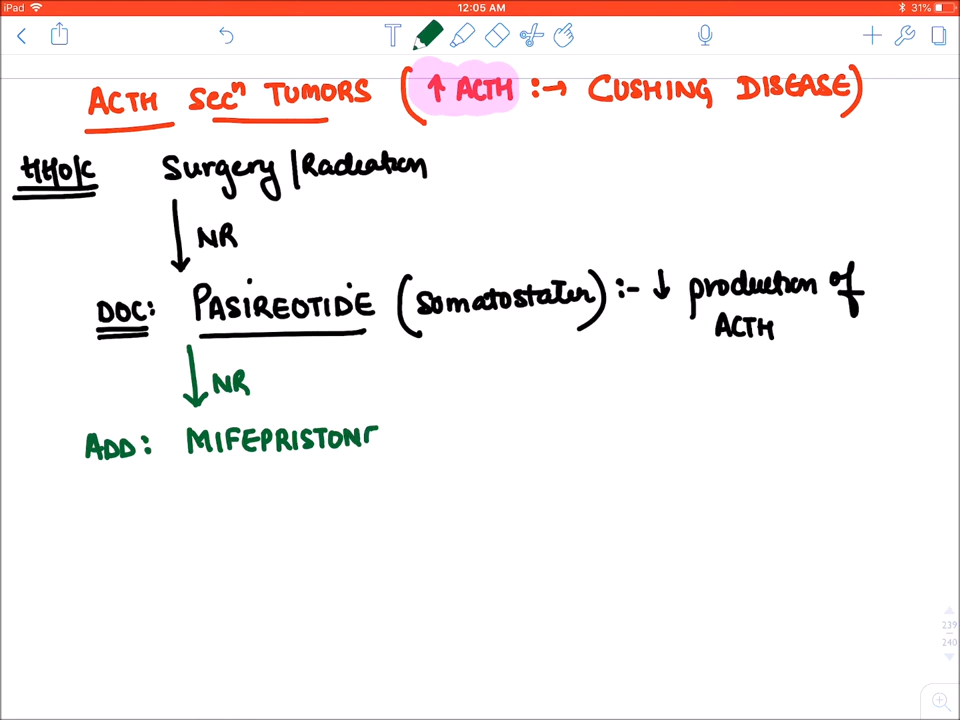 iPad 12:05 AM 31%
T
ACTH Secⁿ TUMORS (↑ ACTH :→ CUSHING DISEASE)
Surgery/Radiation
↓ NR
DOC: PASIREOTIDE (Somatostatin) :- ↓ production of
ACTH
↓ NR
ADD: MIFEPRISTON
239
240